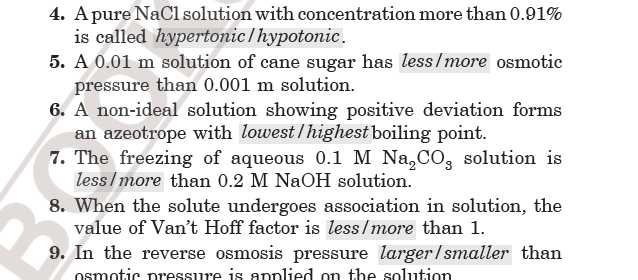 4. A pure NaCl solution with concentration more than 0.91%
is called hypertonic/hypotonic.
5. A 0.01 m solution of cane sugar has less/more osmotic
pressure than 0.001 m solution.
6. A non-ideal solution showing positive deviation forms
an azeotrope with lowest/highest boiling point.
7. The freezing of aqueous 0.1 M Na₂CO₃ solution is
less/more than 0.2 M NaOH solution.
8. When the solute undergoes association in solution, the
value of Van't Hoff factor is less/more than 1.
9. In the reverse osmosis pressure larger/smaller than
osmotic pressure is applied on the solution.